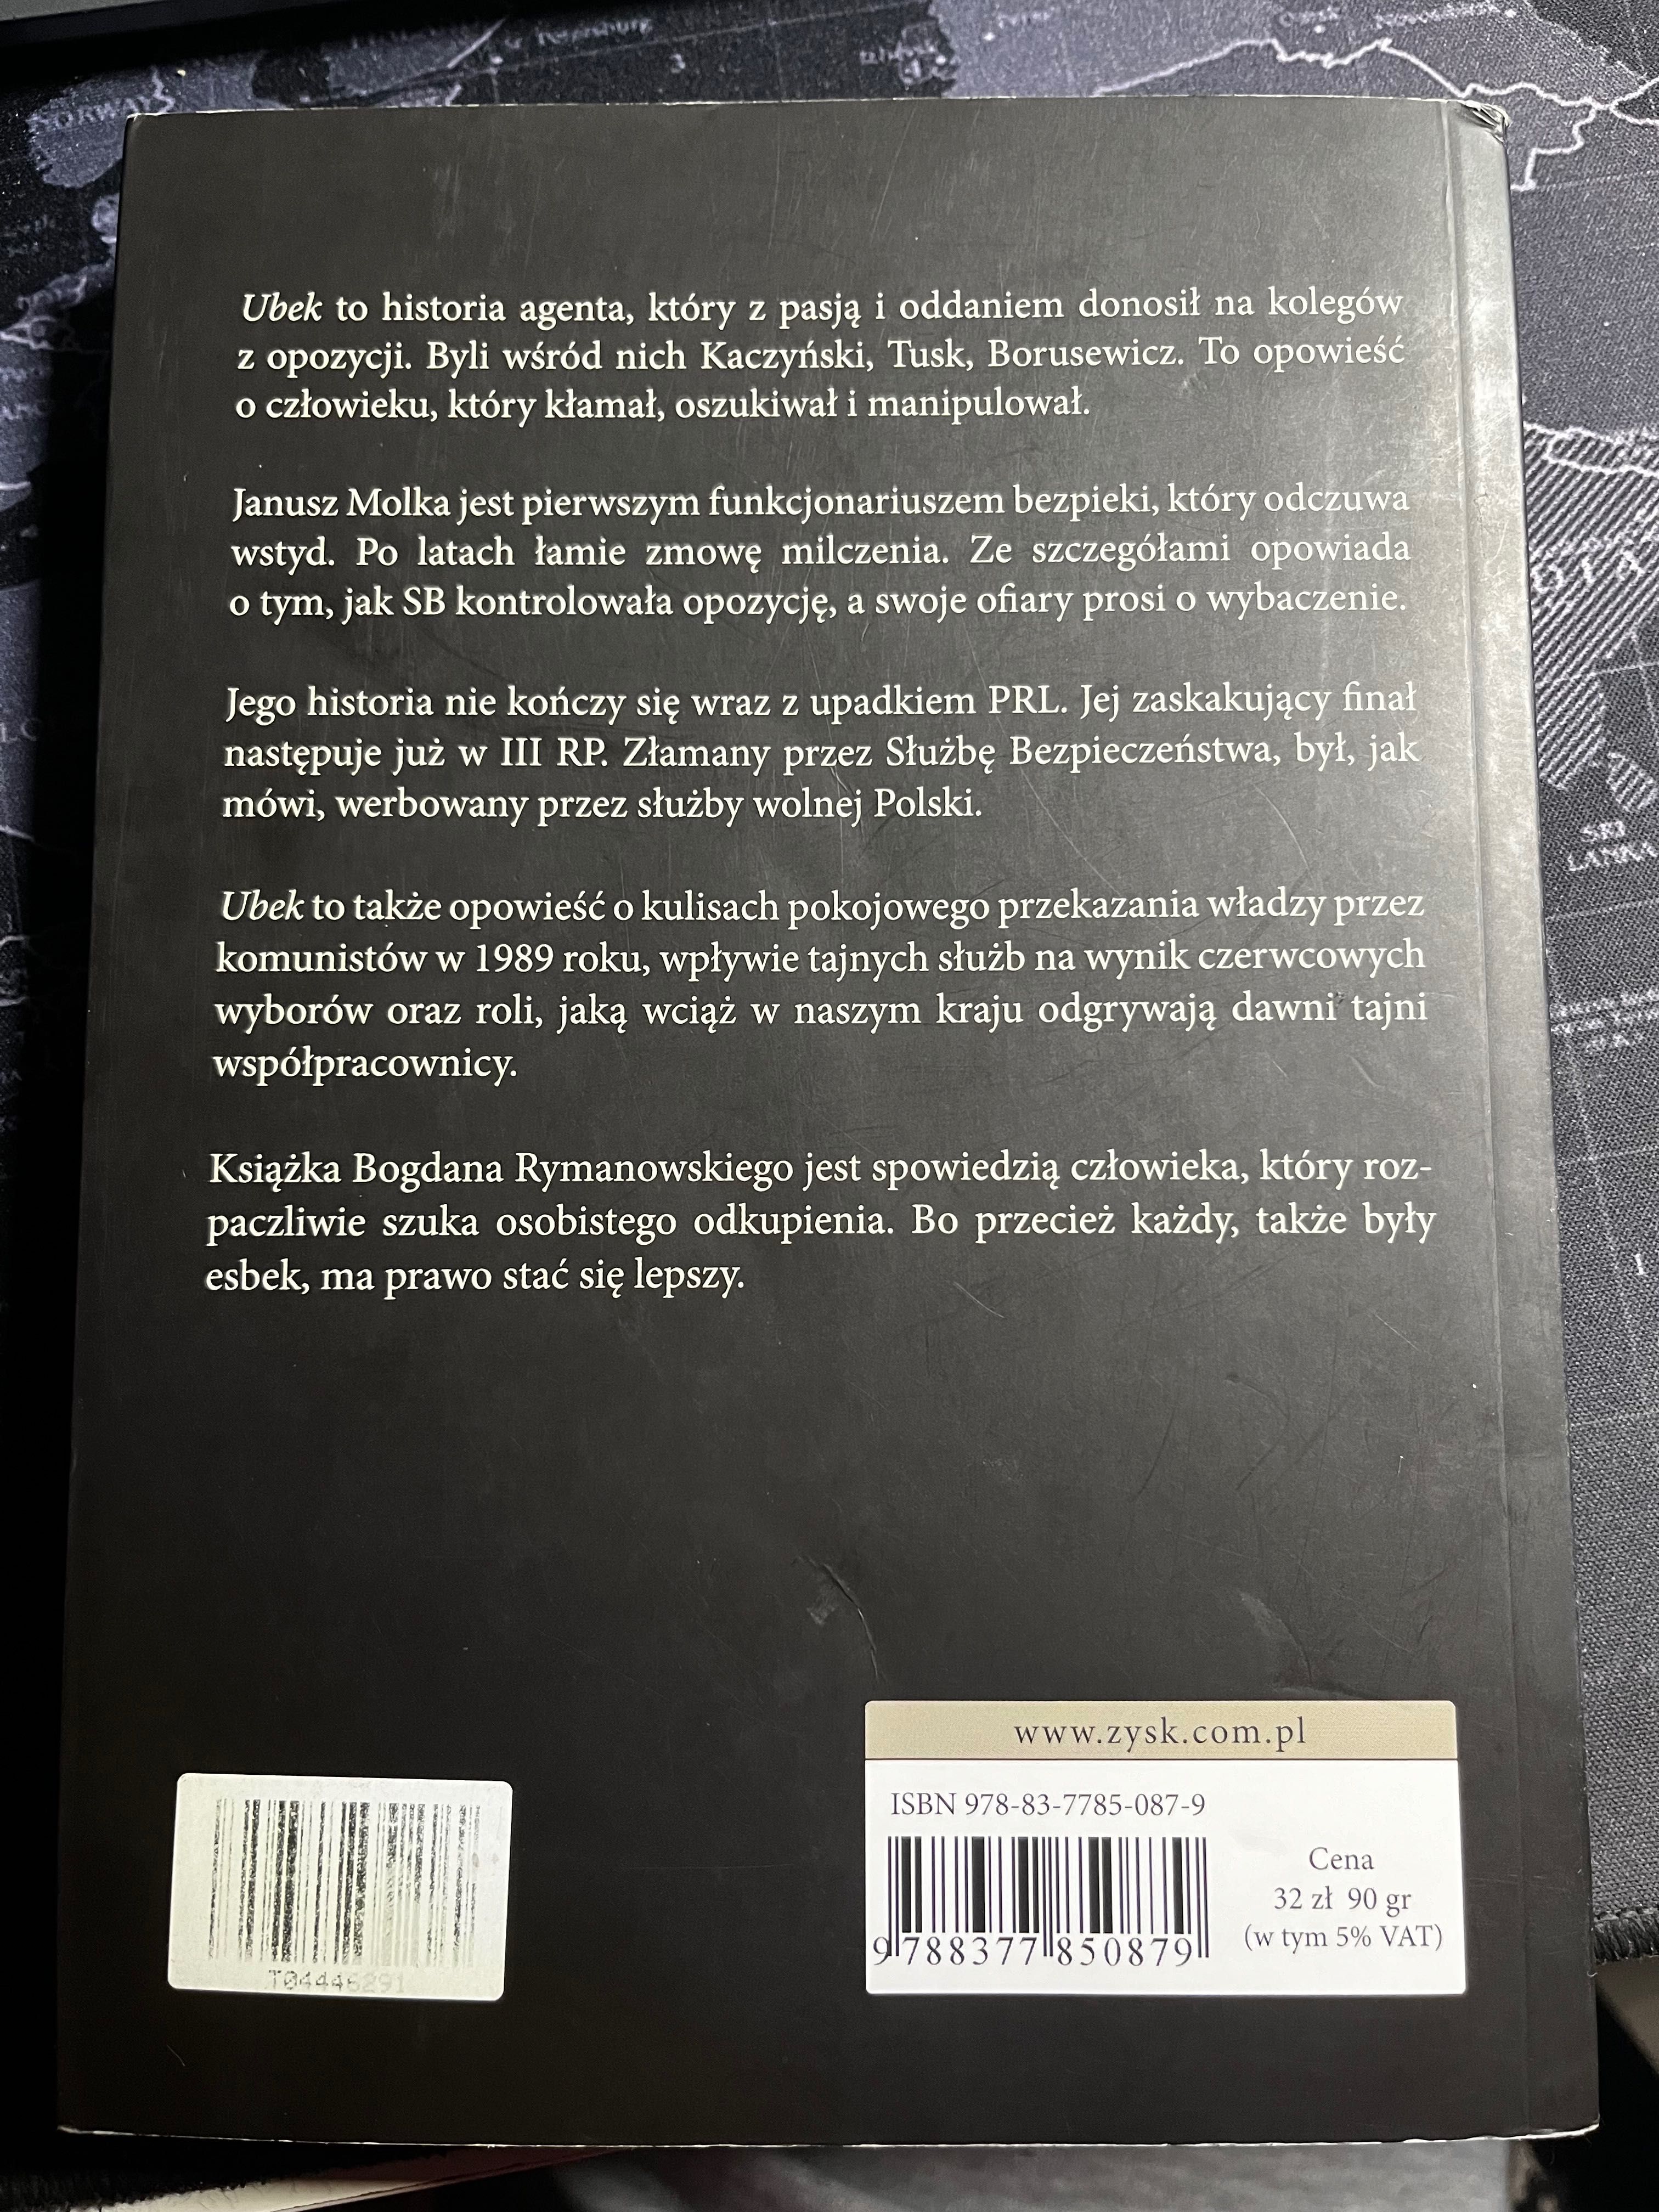 Ubek to historia agenta, który z pasją i oddaniem donosił na kolegów
z opozycji. Byli wśród nich Kaczyński, Tusk, Borusewicz. To opowieść
o człowieku, który kłamał, oszukiwał i manipulował.
Janusz Molka jest pierwszym funkcjonariuszem bezpieki, który odczuwa
wstyd. Po latach łamie zmowę milczenia. Ze szczegółami opowiada
o tym, jak SB kontrolowała opozycję, a swoje ofiary prosi o wybaczenie.
Jego historia nie kończy się wraz z upadkiem PRL. Jej zaskakujący finał
następuje już w III RP. Złamany przez Służbę Bezpieczeństwa, był, jak
mówi, werbowany przez służby wolnej Polski.
Ubek to także opowieść o kulisach pokojowego przekazania władzy przez
komunistów w 1989 roku, wpływie tajnych służb na wynik czerwcowych
wyborów oraz roli, jaką wciąż w naszym kraju odgrywają dawni tajni
współpracownicy.
Książka Bogdana Rymanowskiego jest spowiedzią człowieka, który roz-
paczliwie szuka osobistego odkupienia. Bo przecież każdy, także były
esbek, ma prawo stać się lepszy.
www.zysk.com.pl
ISBN 978-83-7785-087-9
9 788377 850879
Cena
32 zł 90 gr
(w tym 5% VAT)
T04446291
NORWAY
SRI
LANKA